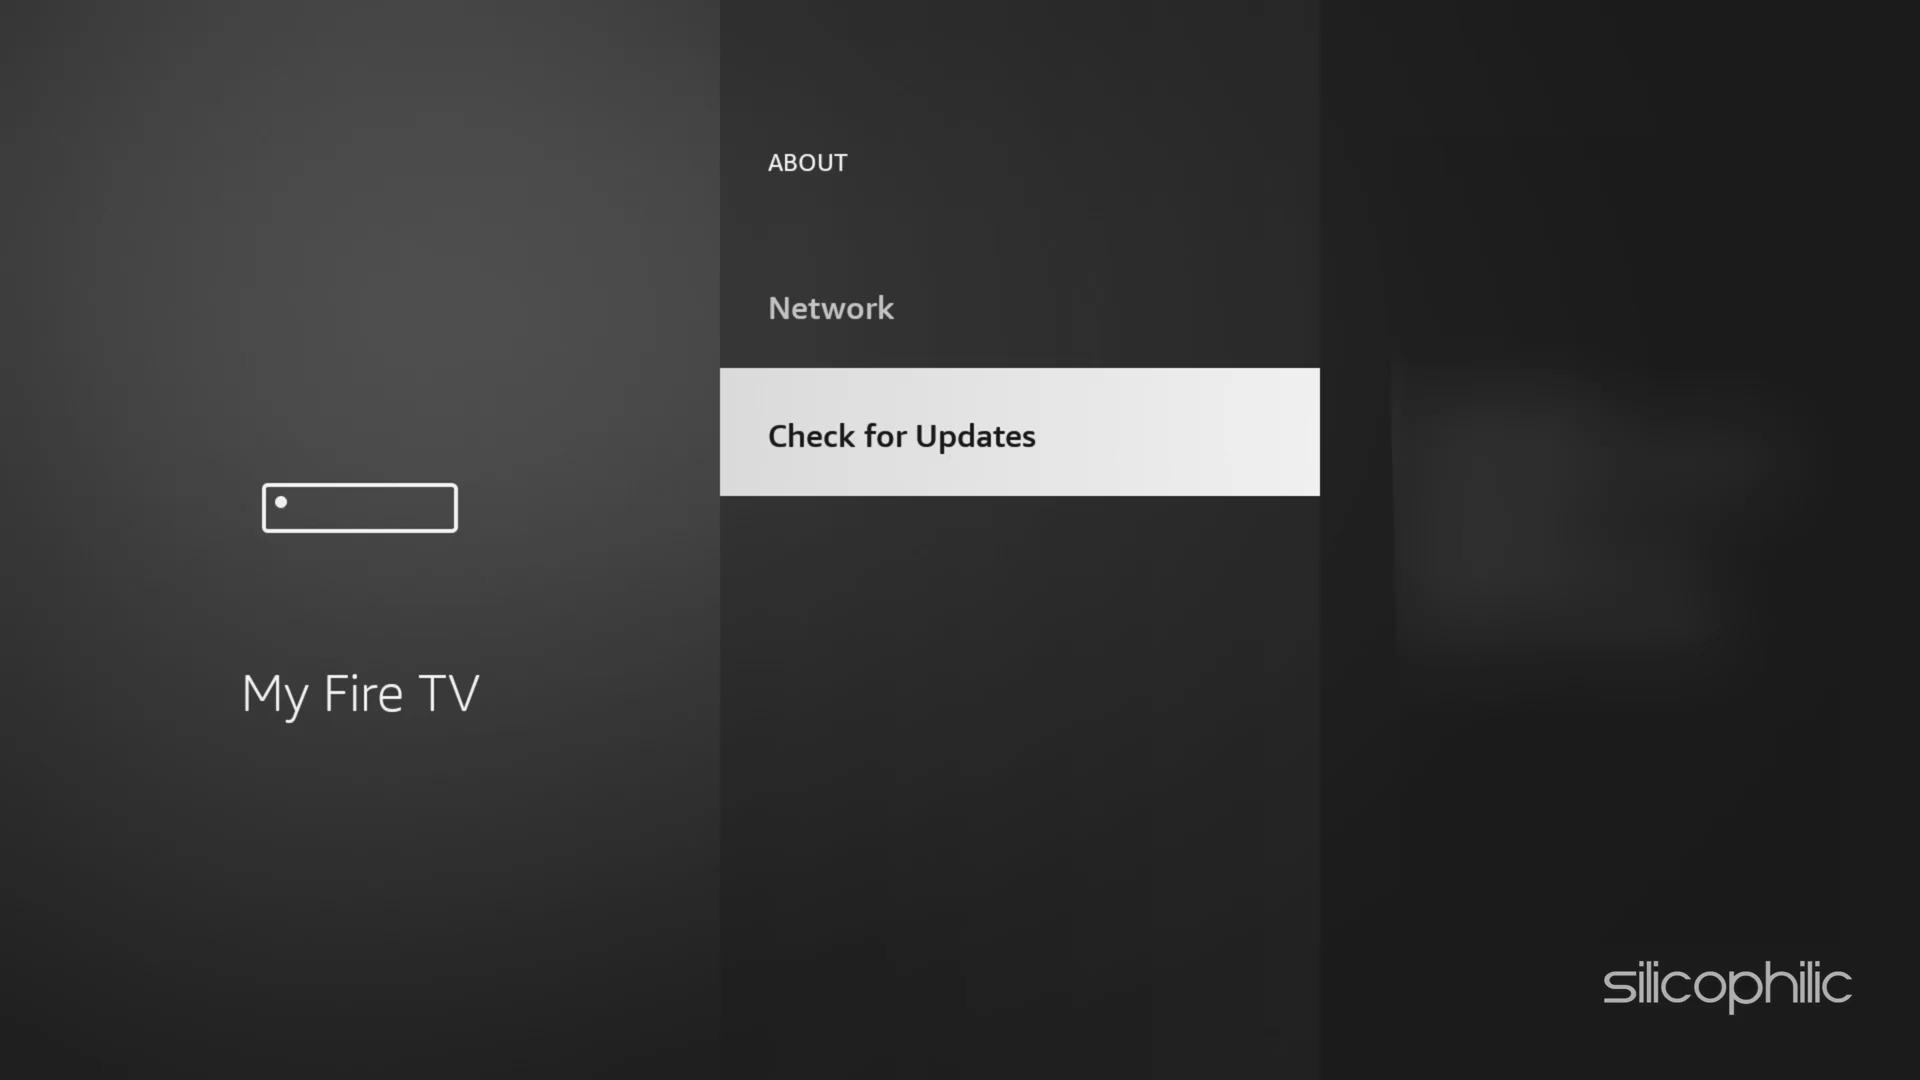 ABOUT
Network
Check for Updates
My Fire TV
silicophilic